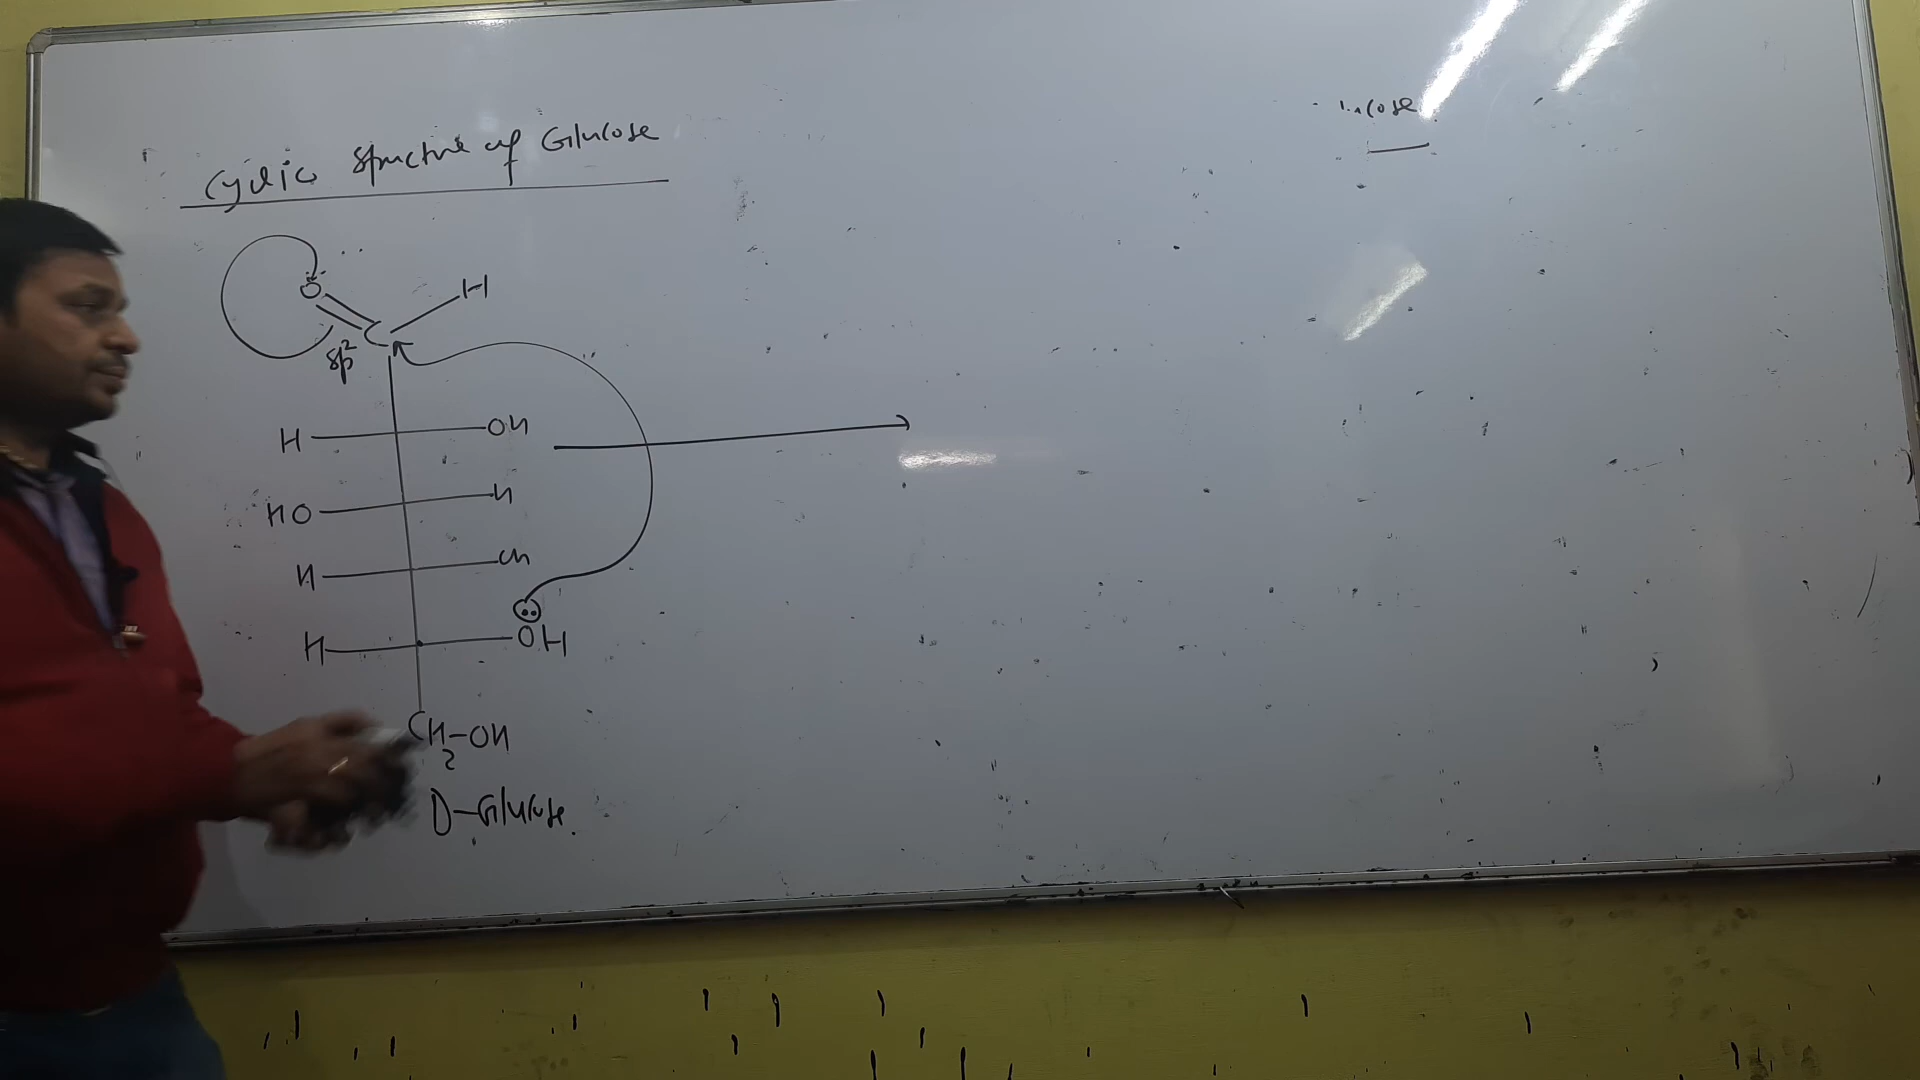 Cyclic Structure of Glucose
O H
C
sp²
H OH
HO H
H OH
H OH
CH₂-OH
D-Glucose.